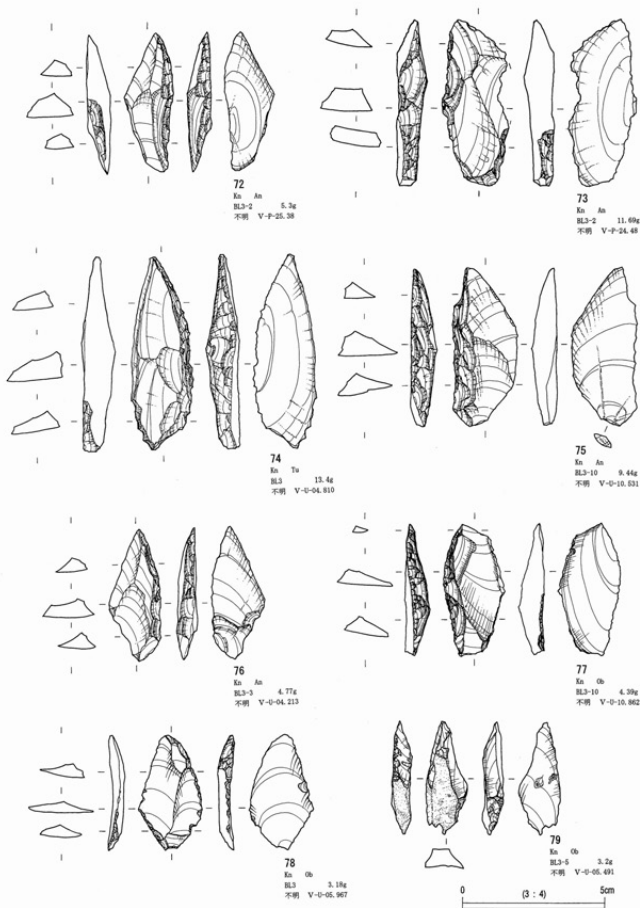 72
Kn An
BL3-2 5.3g
不明 V-P-25.38
73
Kn An
BL3-2 11.69g
不明 V-P-24.48
74
Kn Tu
BL3 13.4g
不明 V-U-04.810
75
Kn An
BL3-10 9.44g
不明 V-U-10.531
76
Kn An
BL3-3 4.77g
不明 V-U-04.213
77
Kn Ob
BL3-10 4.39g
不明 V-U-10.862
78
Kn Ob
BL3 3.18g
不明 V-U-05.967
79
Kn Ob
BL3-5 3.2g
不明 V-U-05.491
0 (3 : 4) 5cm